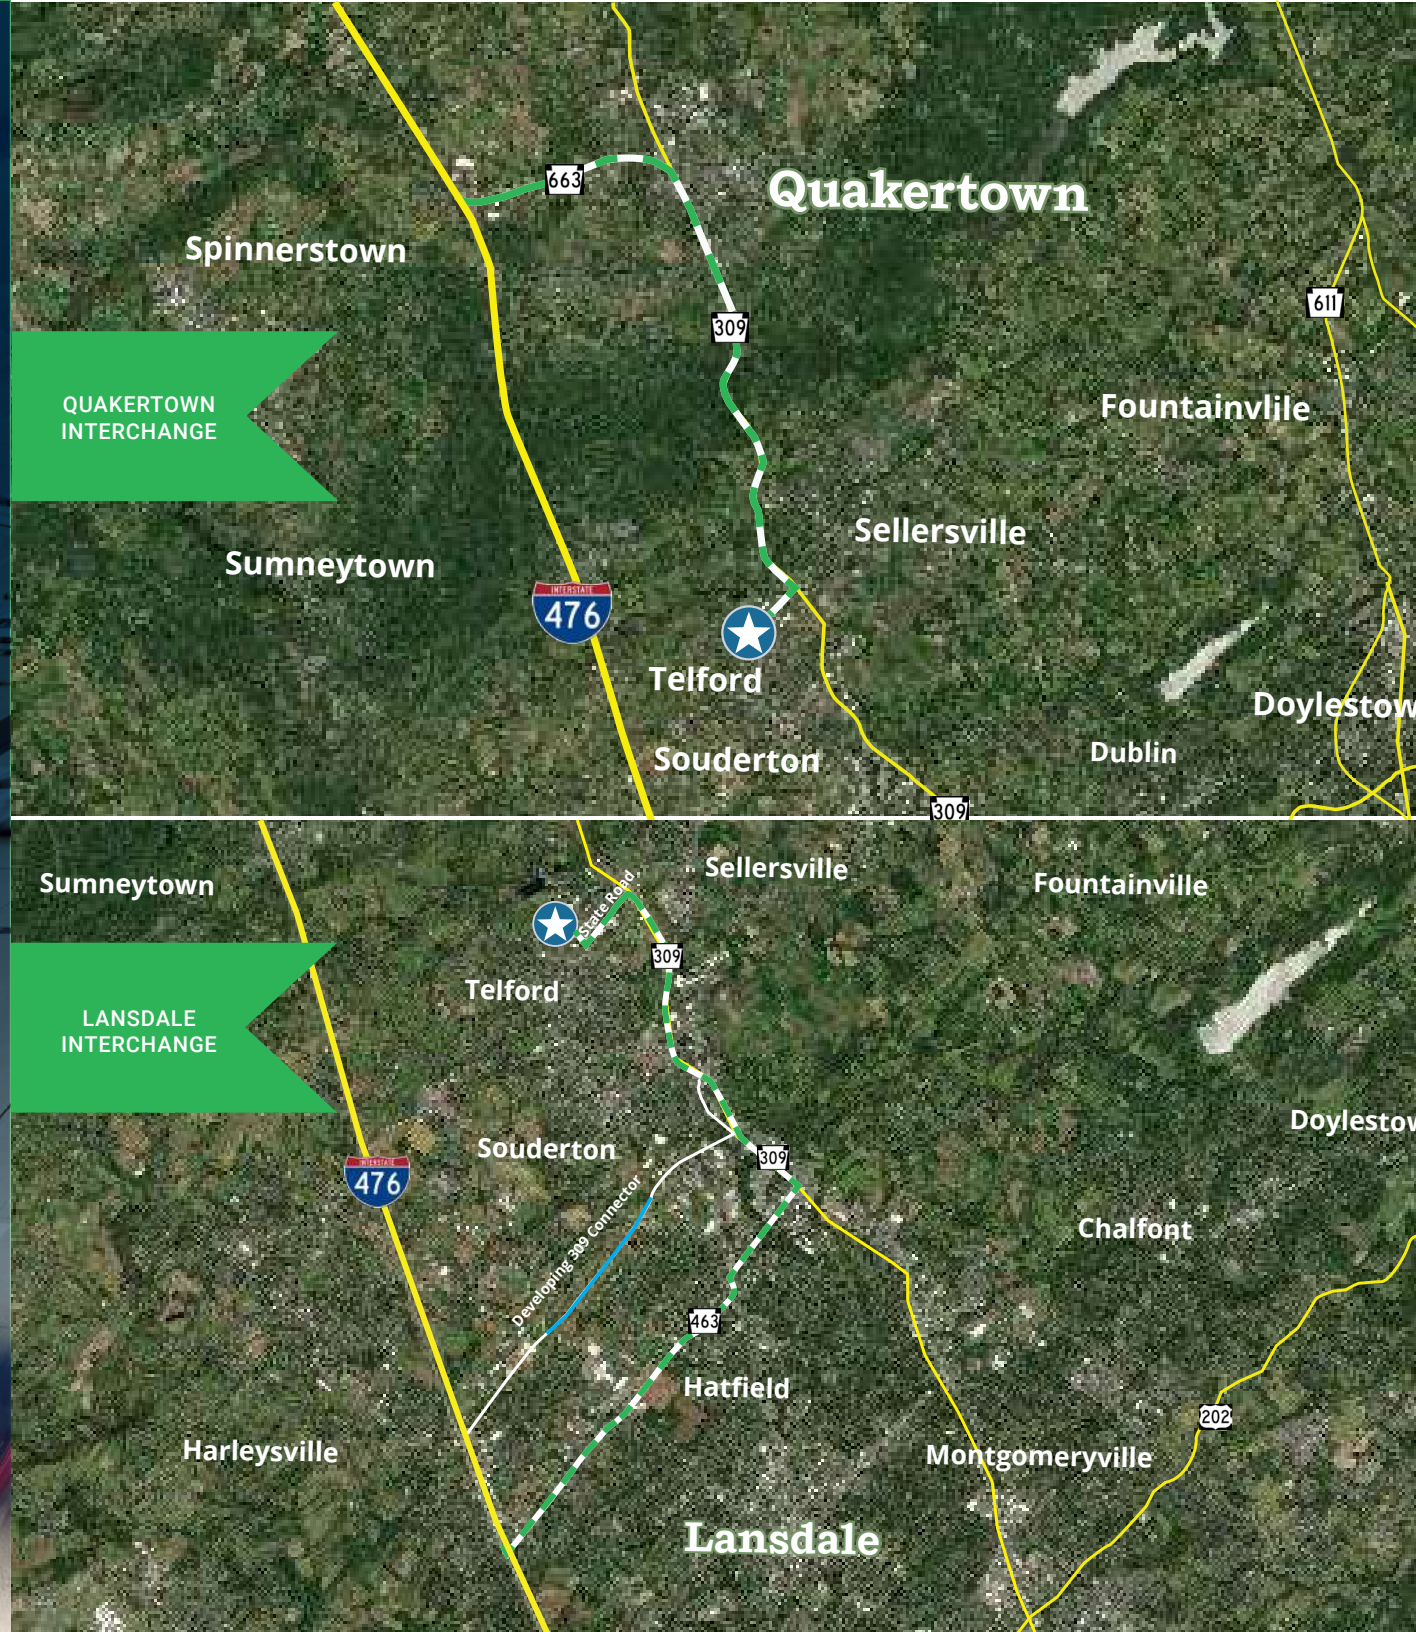 Quakertown
663
Spinnerstown
611
309
QUAKERTOWN
INTERCHANGE
Fountainvlile
Sellersville
Sumneytown
INTERSTATE
476
Telford
Doylestow
Dublin
Souderton
309
Sellersville
Sumneytown
Fountainville
State Road
309
Telford
LANSDALE
INTERCHANGE
Doylestow
Souderton
309
INTERSTATE
476
Developing 309 Connector
Chalfont
463
Hatfield
202
Harleysville
Montgomeryville
Lansdale